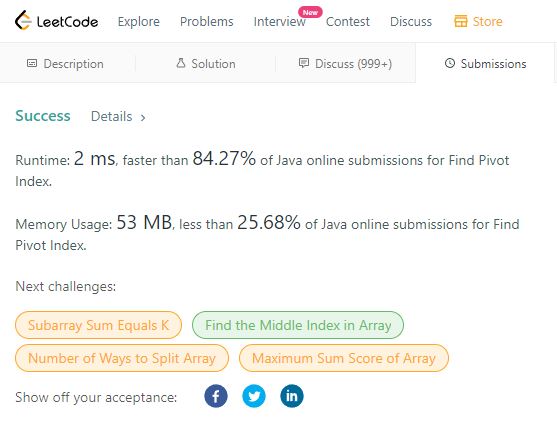 LeetCode Explore Problems Interview New Contest Discuss Store
Description Solution Discuss (999+) Submissions
Success Details >
Runtime: 2 ms, faster than 84.27% of Java online submissions for Find Pivot
Index.
Memory Usage: 53 MB, less than 25.68% of Java online submissions for Find
Pivot Index.
Next challenges:
Subarray Sum Equals K Find the Middle Index in Array
Number of Ways to Split Array Maximum Sum Score of Array
Show off your acceptance: